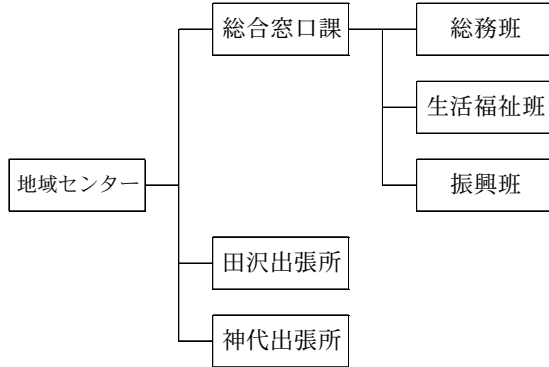 総合窓口課
総務班
生活福祉班
地域センター
振興班
田沢出張所
神代出張所